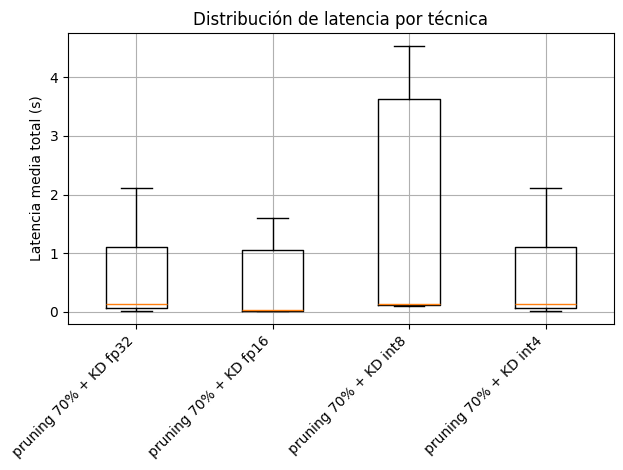 Distribución de latencia por técnica
Latencia media total (s)
4
3
2
1
0
pruning 70% + KD fp32
pruning 70% + KD fp16
pruning 70% + KD int8
pruning 70% + KD int4